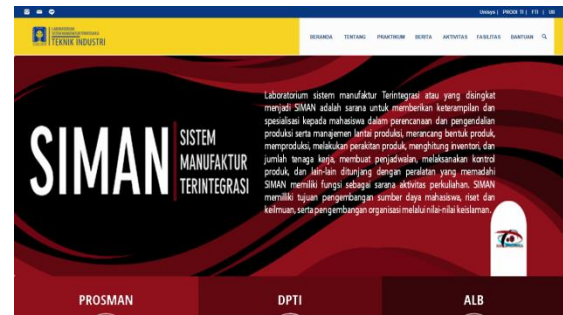 Unisya | PRODI TI | FTI | UII
LABORATORIUM
SISTEM MANUFAKTUR TERINTEGRASI
TEKNIK INDUSTRI
BERANDA TENTANG PRAKTIKUM BERITA AKTIVITAS FASILITAS BANTUAN
SIMAN
SISTEM
MANUFAKTUR
TERINTEGRASI
Laboratorium sistem manufaktur Terintegrasi atau yang disingkat
menjadi SIMAN adalah sarana untuk memberikan keterampilan dan
spesialisasi kepada mahasiswa dalam perencanaan dan pengendalian
produksi serta manajemen lantai produksi, merancang bentuk produk,
memproduksi, melakukan perakitan produk, menghitung inventori, dan
jumlah tenaga kerja, membuat penjadwalan, melaksanakan kontrol
produk, dan lain-lain ditunjang dengan peralatan yang memadahi
SIMAN memiliki fungsi sebagai sarana aktivitas perkuliahan. SIMAN
memiliki tujuan pengembangan sumber daya mahasiswa, riset dan
keilmuan, serta pengembangan organisasi melalui nilai-nilai keislaman.
PROSMAN DPTI ALB